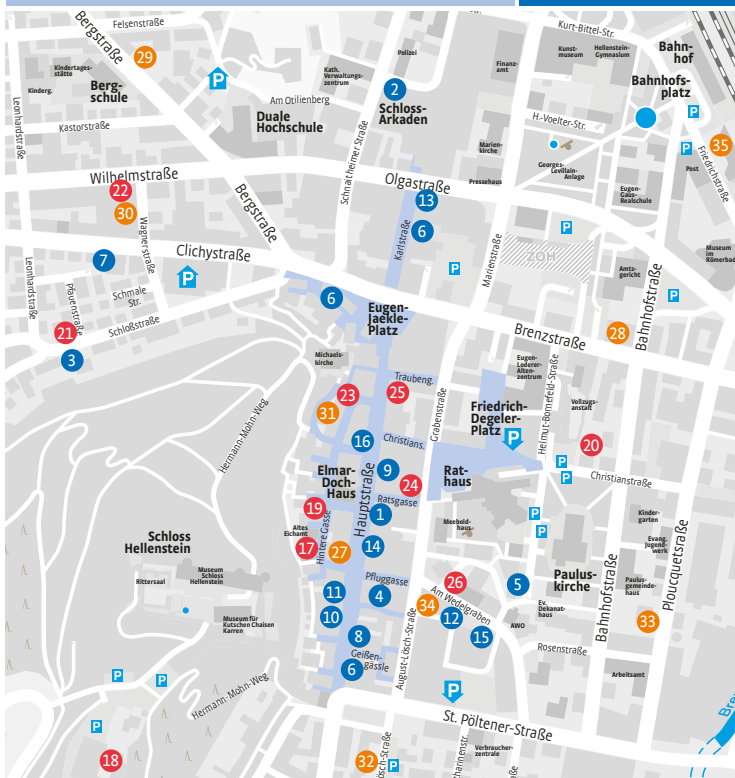 Felsenstraße
Bergstraße
29
Kindertages-
stätte
Kinderg.
Berg-
schule
Leonhardstraße
Kastorstraße
P
Kath.
Verwaltungs-
zentrum
Am Otilienberg
Duale
Hochschule
Polizei
2
Schloss-
Arkaden
Schnaitheimer Straße
Finanz-
amt
Marien-
kirche
Pressehaus
Kurt-Bittel-Str.
Kunst-
museum
Hellenstein-
Gymnasium
Bahn-
hof
Bahnhofs-
platz
P
H.-Voelter-Str.
Georges-
Levillain-
Anlage
P
35
Post
Friedrichstraße
Eugen-
Gaus-
Realschule
Museum
im
Römerbad
Wilhelmstraße
22
30
Wagnerstraße
Bergstraße
Olgastraße
13
6
Karlstraße
P
Marienstraße
P
ZOH
Amts-
gericht
P
Bahnhofstraße
Clichystraße
7
P
Leonhardstraße
Pfauenstraße
Schmale
Str.
Schloßstraße
21
3
6
Eugen-
Jaekle-
Platz
Brenzstraße
28
Michaels-
kirche
23
31
25
Traubeng.
Grabenstraße
Eugen-
Loderer-
Alten-
zentrum
Helmut-Bornefeld-Straße
Vollzugs-
anstalt
Friedrich-
Degeler-
Platz
P
20
Hermann-Mohn-Weg
16
Christians.
9
Elmar-
Doch-
Haus
Hauptstraße
24
Ratsgasse
Rat-
haus
P
P
Christianstraße
19
1
Hintere Gasse
Altes
Eichamt
17
27
14
Meebold-
haus
P
P
Kinder-
garten
Evang.
Jugend-
werk
Ploucquetstraße
Schloss
Hellenstein
Rittersaal
Museum
Schloss
Hellenstein
Museum für
Kutschen Chaisen
Karren
11
10
Pfluggasse
4
26
34
Am Wedelgraben
12
15
5
Paulus-
kirche
Ev.
Dekanat-
haus
AWO
Paulus-
gemeinde-
haus
33
Bahnhofstraße
Rosenstraße
8
Geißen-
gässle
6
August-Lösch-Straße
Arbeitsamt
P
P
P
Hermann-Mohn-Weg
P
St. Pöltener-Straße
18
32
P
ösch-Straße
hannenstr.
Verbraucher-
zentrale
Bre